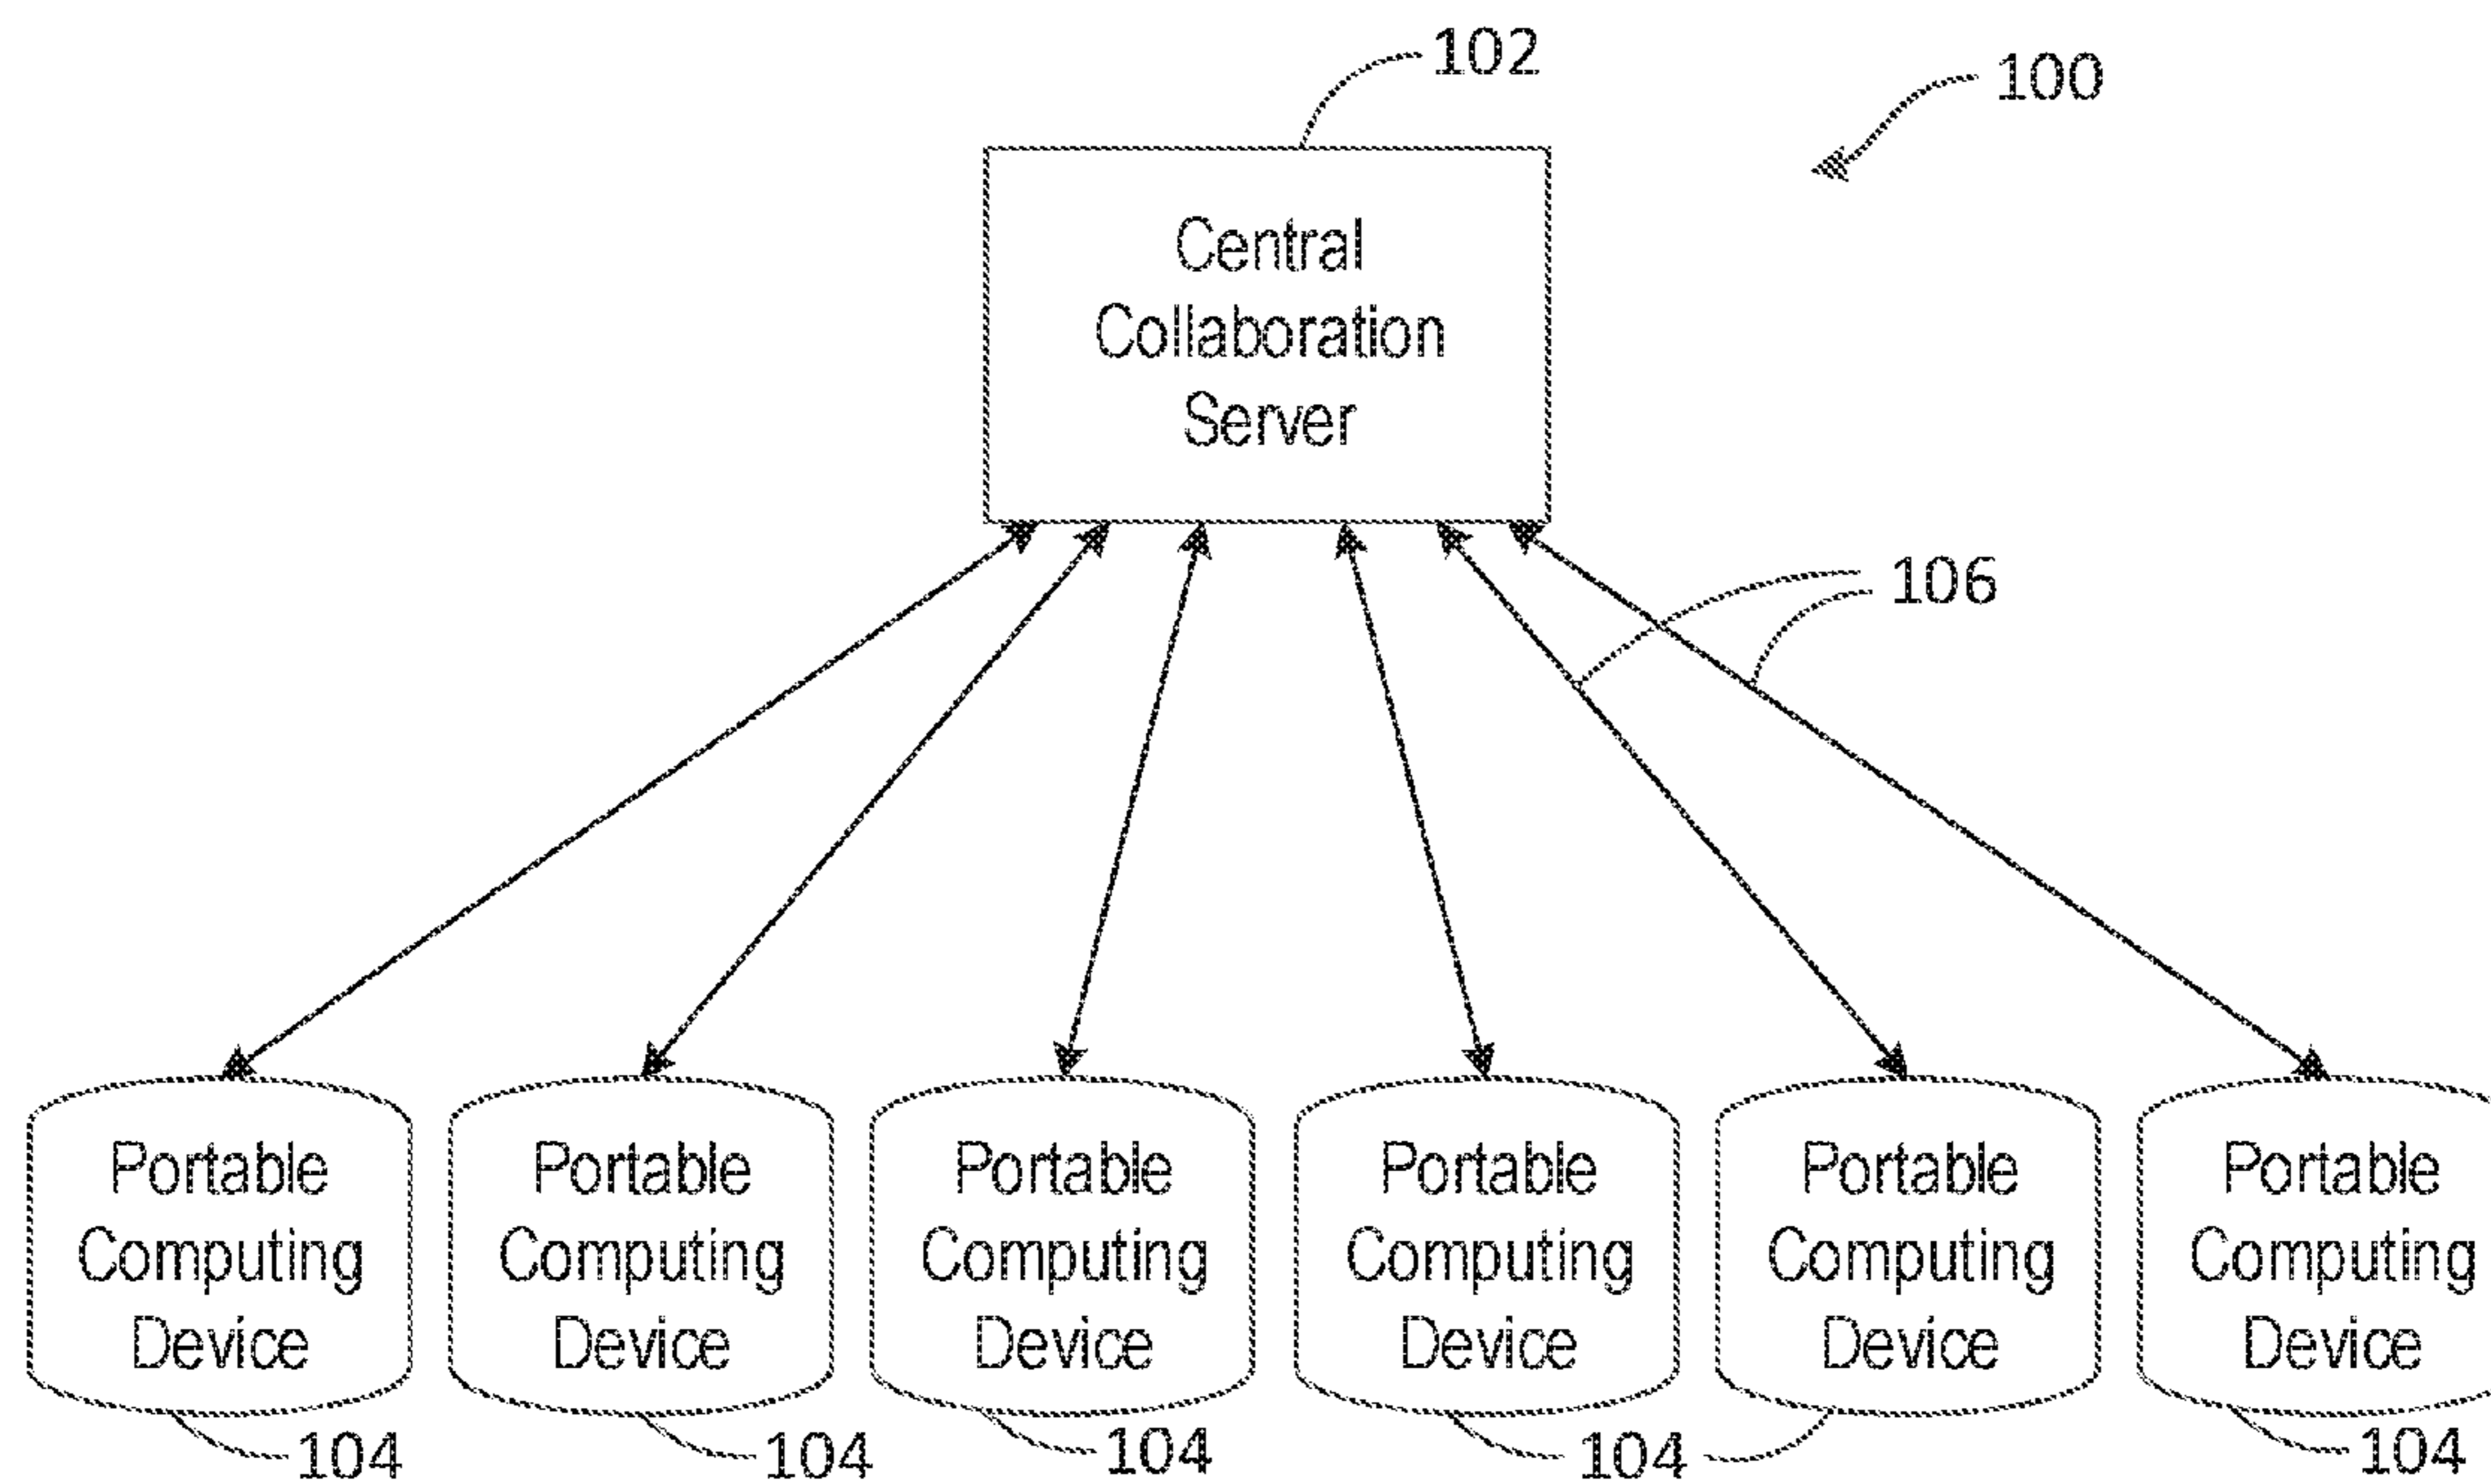 102
100
Central
Collaboration
Server
106
Portable
Computing
Device
Portable
Computing
Device
Portable
Computing
Device
Portable
Computing
Device
Portable
Computing
Device
Portable
Computing
Device
104
104
104
104
104